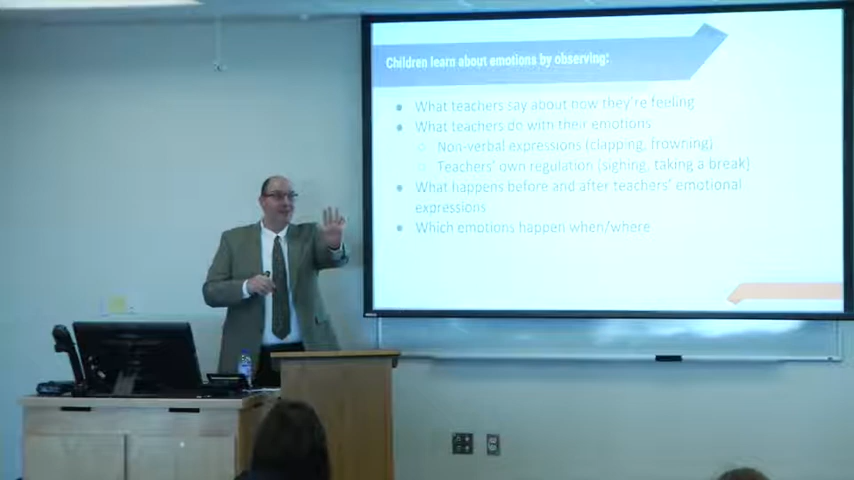 Children learn about emotions by observing:
What teachers say about how they're feeling
What teachers do with their emotions
Non-verbal expressions (clapping, frowning)
Teachers' own regulation (sighing, taking a break)
What happens before and after teachers' emotional
expressions
Which emotions happen when/where